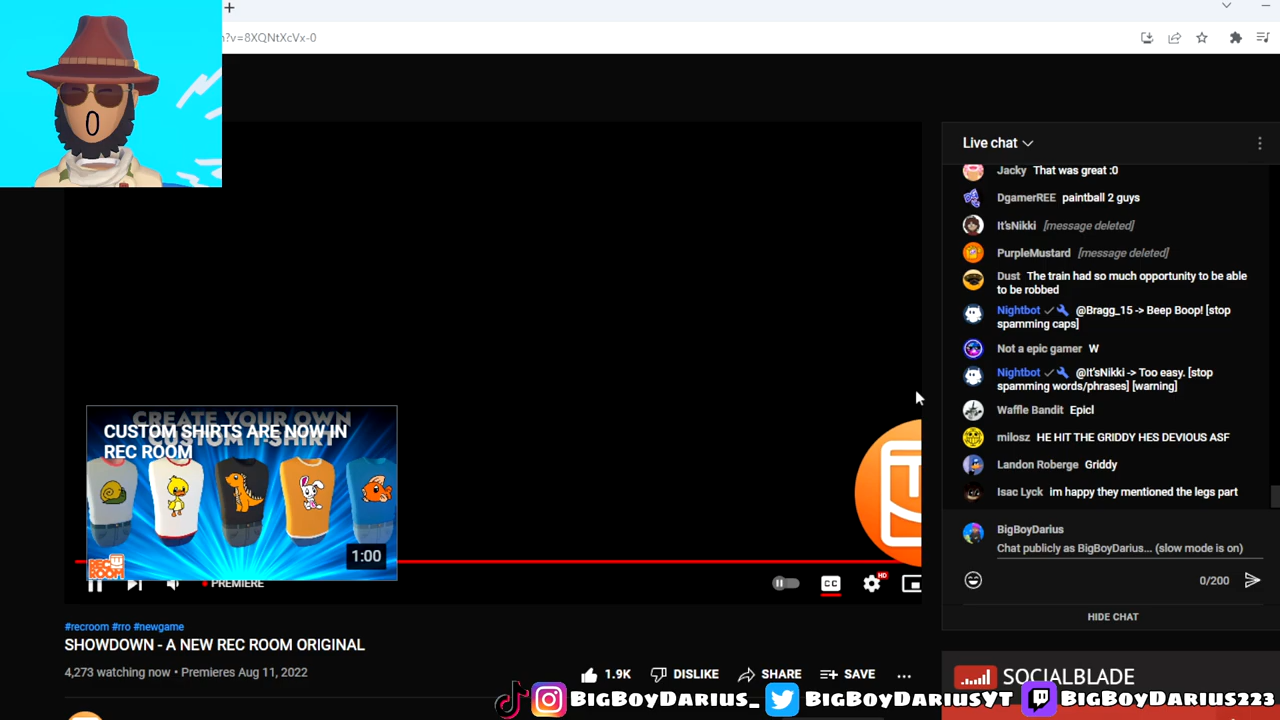 +
?v=8XQNtXcVx-0
Live chat
Jacky That was great :0
DgamerREE paintball 2 guys
It'sNikki [message deleted]
PurpleMustard [message deleted]
Dust The train had so much opportunity to be able
to be robbed
Nightbot @Bragg_15 -> Beep Boop! [stop
spamming caps]
Not a epic gamer W
Nightbot @It'sNikki -> Too easy. [stop
spamming words/phrases] [warning]
Waffle Bandit Epicl
milosz HE HIT THE GRIDDY HES DEVIOUS ASF
Landon Roberge Griddy
Isac Lyck im happy they mentioned the legs part
BigBoyDarius
Chat publicly as BigBoyDarius... (slow mode is on)
0/200
HIDE CHAT
CREATE YOUR OWN
CUSTOM T-SHIRT
CUSTOM SHIRTS ARE NOW IN
REC ROOM
1:00
REC
ROOM
PREMIERE
CC
HD
#recroom #rro #newgame
SHOWDOWN - A NEW REC ROOM ORIGINAL
4,273 watching now • Premieres Aug 11, 2022
1.9K DISLIKE SHARE SAVE ...
SOCIALBLADE
BigBoyDarius_ BigBoyDariusYT BigBoyDarius223